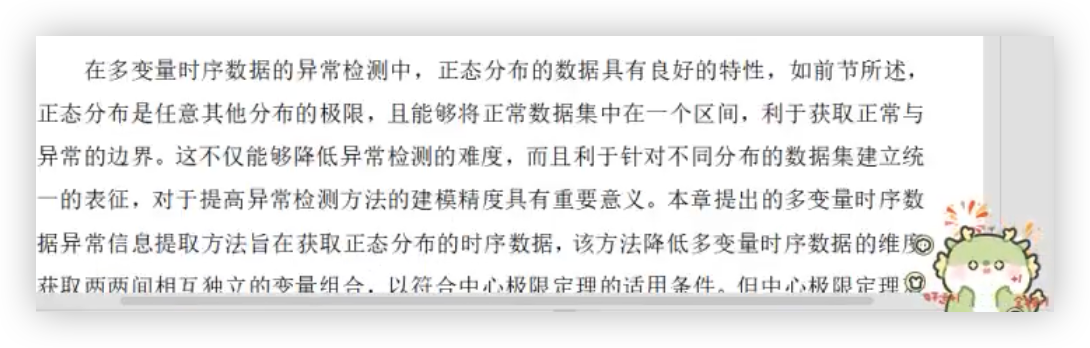 在多变量时序数据的异常检测中，正态分布的数据具有良好的特性，如前节所述，
正态分布是任意其他分布的极限，且能够将正常数据集中在一个区间，利于获取正常与
异常的边界。这不仅能够降低异常检测的难度，而且利于针对不同分布的数据集建立统
一的表征，对于提高异常检测方法的建模精度具有重要意义。本章提出的多变量时序数
据异常信息提取方法旨在获取正态分布的时序数据，该方法降低多变量时序数据的维度
获取两两间相互独立的变量组合，以符合中心极限定理的适用条件。但中心极限定理